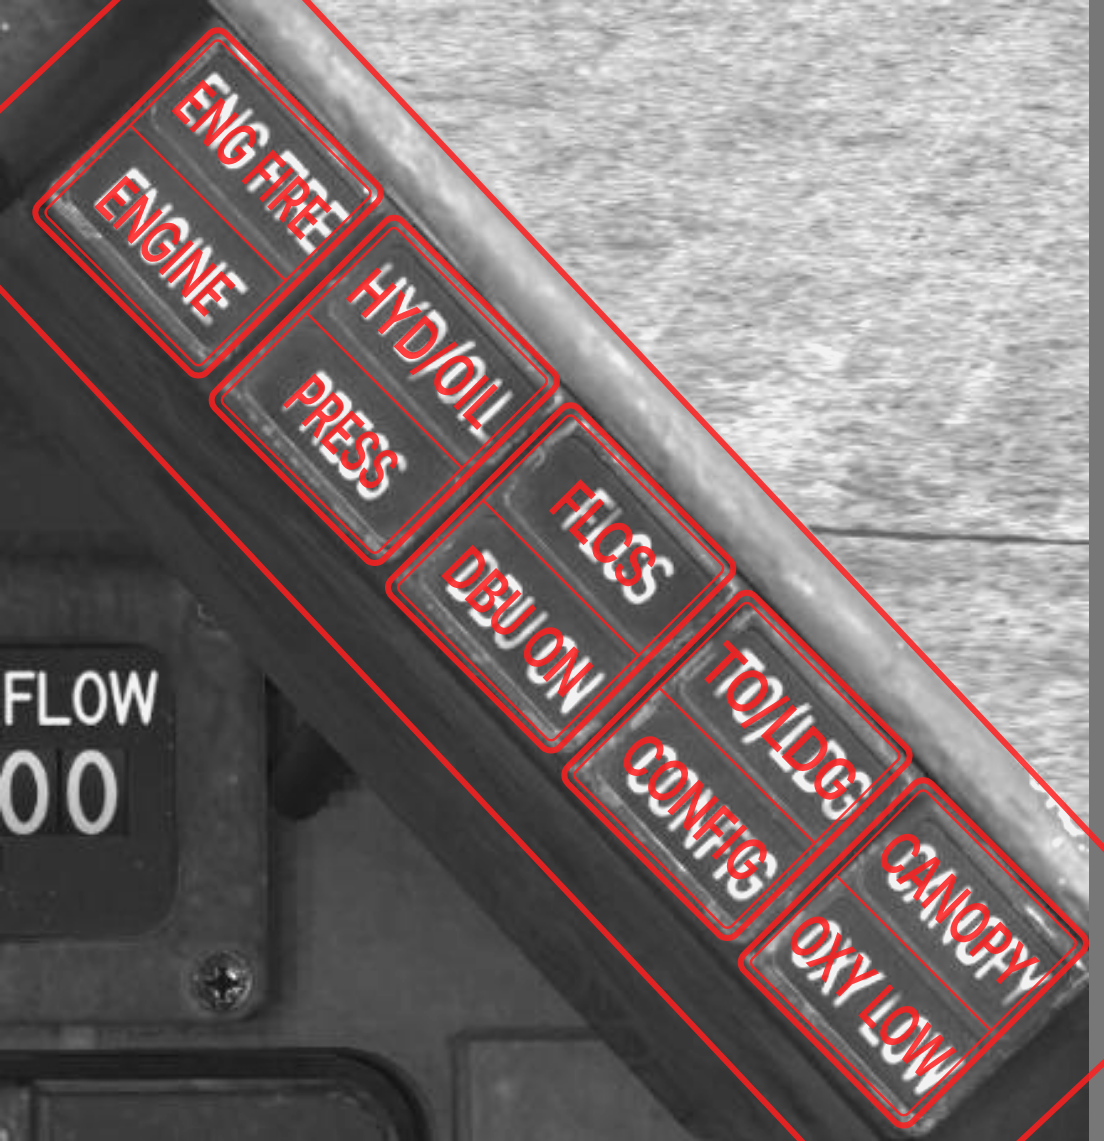 ENG FIRE
ENGINE
HYD/OIL
PRESS
FLCS
DBU ON
TO/LDG
CONFIG
CANOPY
OXY LOW
FLOW
00